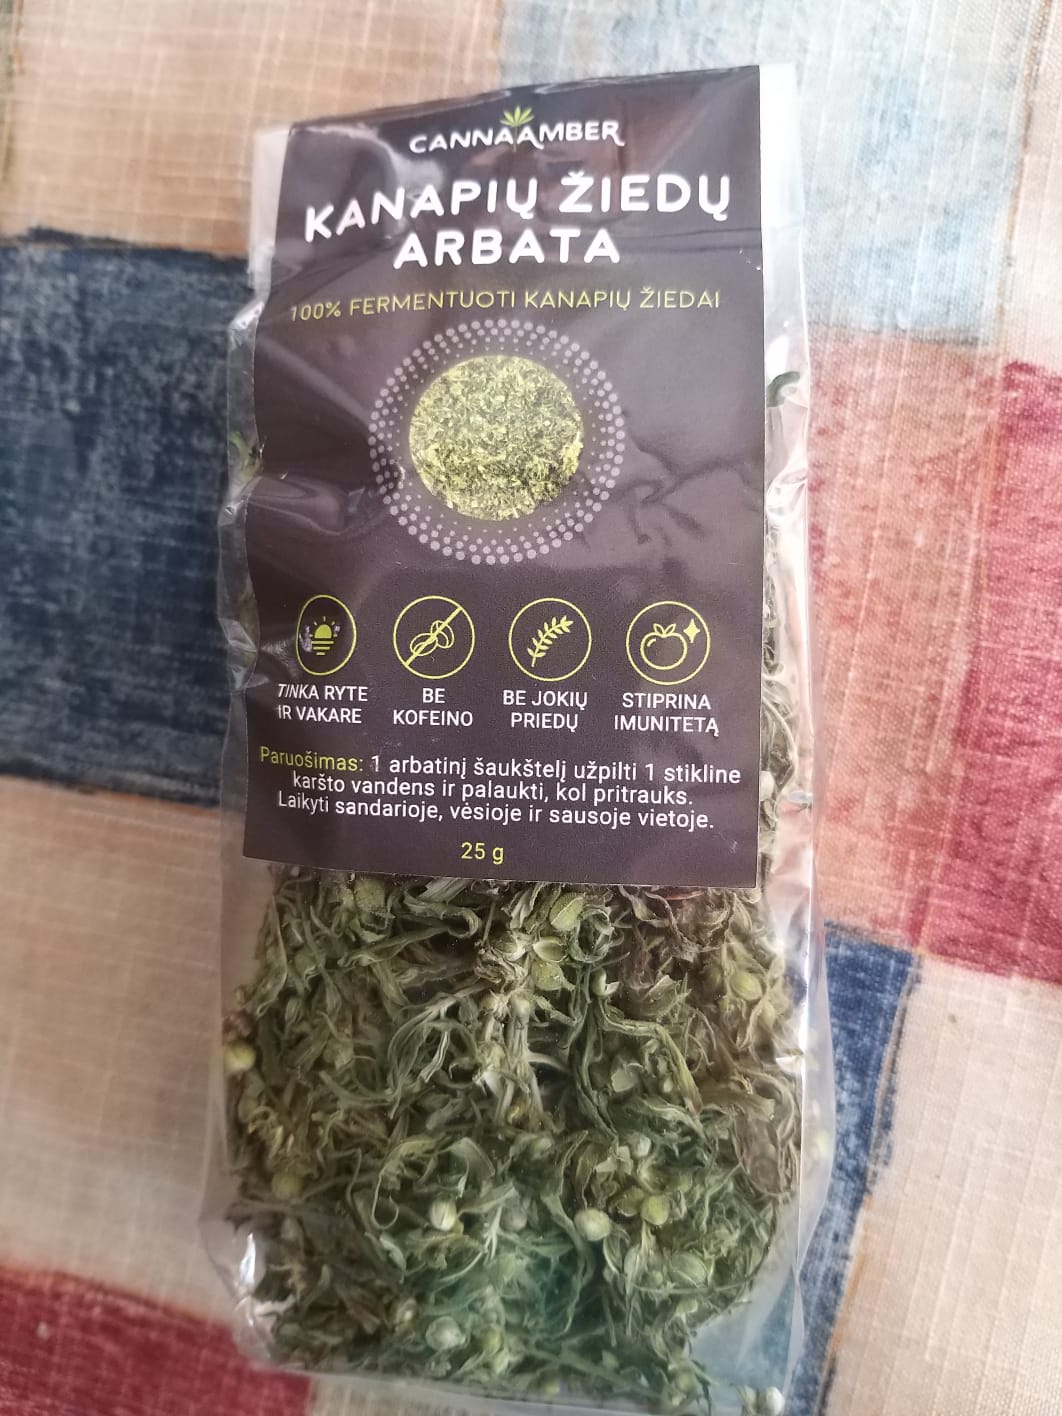 CANNAAMBER
KANAPIŲ ŽIEDŲ
ARBATA
100% FERMENTUOTI KANAPIŲ ŽIEDAI
TINKA RYTE
IR VAKARE
BE
KOFEINO
BE JOKIŲ
PRIEDŲ
STIPRINA
IMUNITETĄ
Paruošimas: 1 arbatinį šaukštelį užpilti 1 stikline
karšto vandens ir palaukti, kol pritrauks.
Laikyti sandarioje, vėsioje ir sausoje vietoje.
25 g